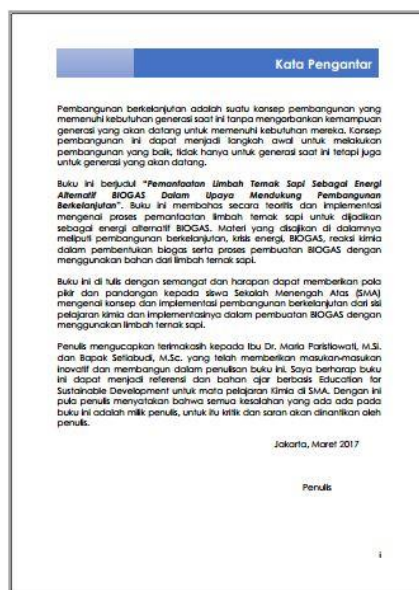 Kata Pengantar
Pembangunan berkelanjutan adalah suatu konsep pembangunan yang
memenuhi kebutuhan generasi saat ini tanpa mengorbankan kemampuan
generasi yang akan datang untuk memenuhi kebutuhan mereka. Konsep
pembangunan ini dapat menjadi langkah awal untuk melakukan
pembangunan yang baik, tidak hanya untuk generasi saat ini tetapi juga
untuk generasi yang akan datang.
Buku ini berjudul "Pemanfaatan Limbah Ternak Sapi Sebagai Energi
Alternatif BIOGAS Dalam Upaya Mendukung Pembangunan
Berkelanjutan". Buku ini membahas secara teoritis dan implementasi
mengenai proses pemanfaatan limbah ternak sapi untuk dijadikan
sebagai energi alternatif BIOGAS. Materi yang disajikan di dalamnya
meliputi pembangunan berkelanjutan, krisis energi, BIOGAS, reaksi kimia
dalam pembentukan biogas serta proses pembuatan BIOGAS dengan
menggunakan bahan dari limbah ternak sapi.
Buku ini di tulis dengan semangat dan harapan dapat memberikan pola
pikir dan pandangan kepada siswa Sekolah Menengah Atas (SMA)
mengenai konsep dan implementasi pembangunan berkelanjutan dari sisi
pelajaran kimia dan implementasinya dalam pembuatan BIOGAS dengan
menggunakan limbah ternak sapi.
Penulis mengucapkan terimakasih kepada Ibu Dr. Maria Paristiowati, M.Si.
dan Bapak Setiabudi, M.Sc. yang telah memberikan masukan-masukan
inovatif dan membangun dalam penulisan buku ini. Saya berharap buku
ini dapat menjadi referensi dan bahan ajar berbasis Education for
Sustainable Development untuk mata pelajaran Kimia di SMA. Dengan ini
pula penulis menyatakan bahwa semua kesalahan yang ada ada pada
buku ini adalah milik penulis, untuk itu kritik dan saran akan dinantikan oleh
penulis.
Jakarta, Maret 2017
Penulis
i